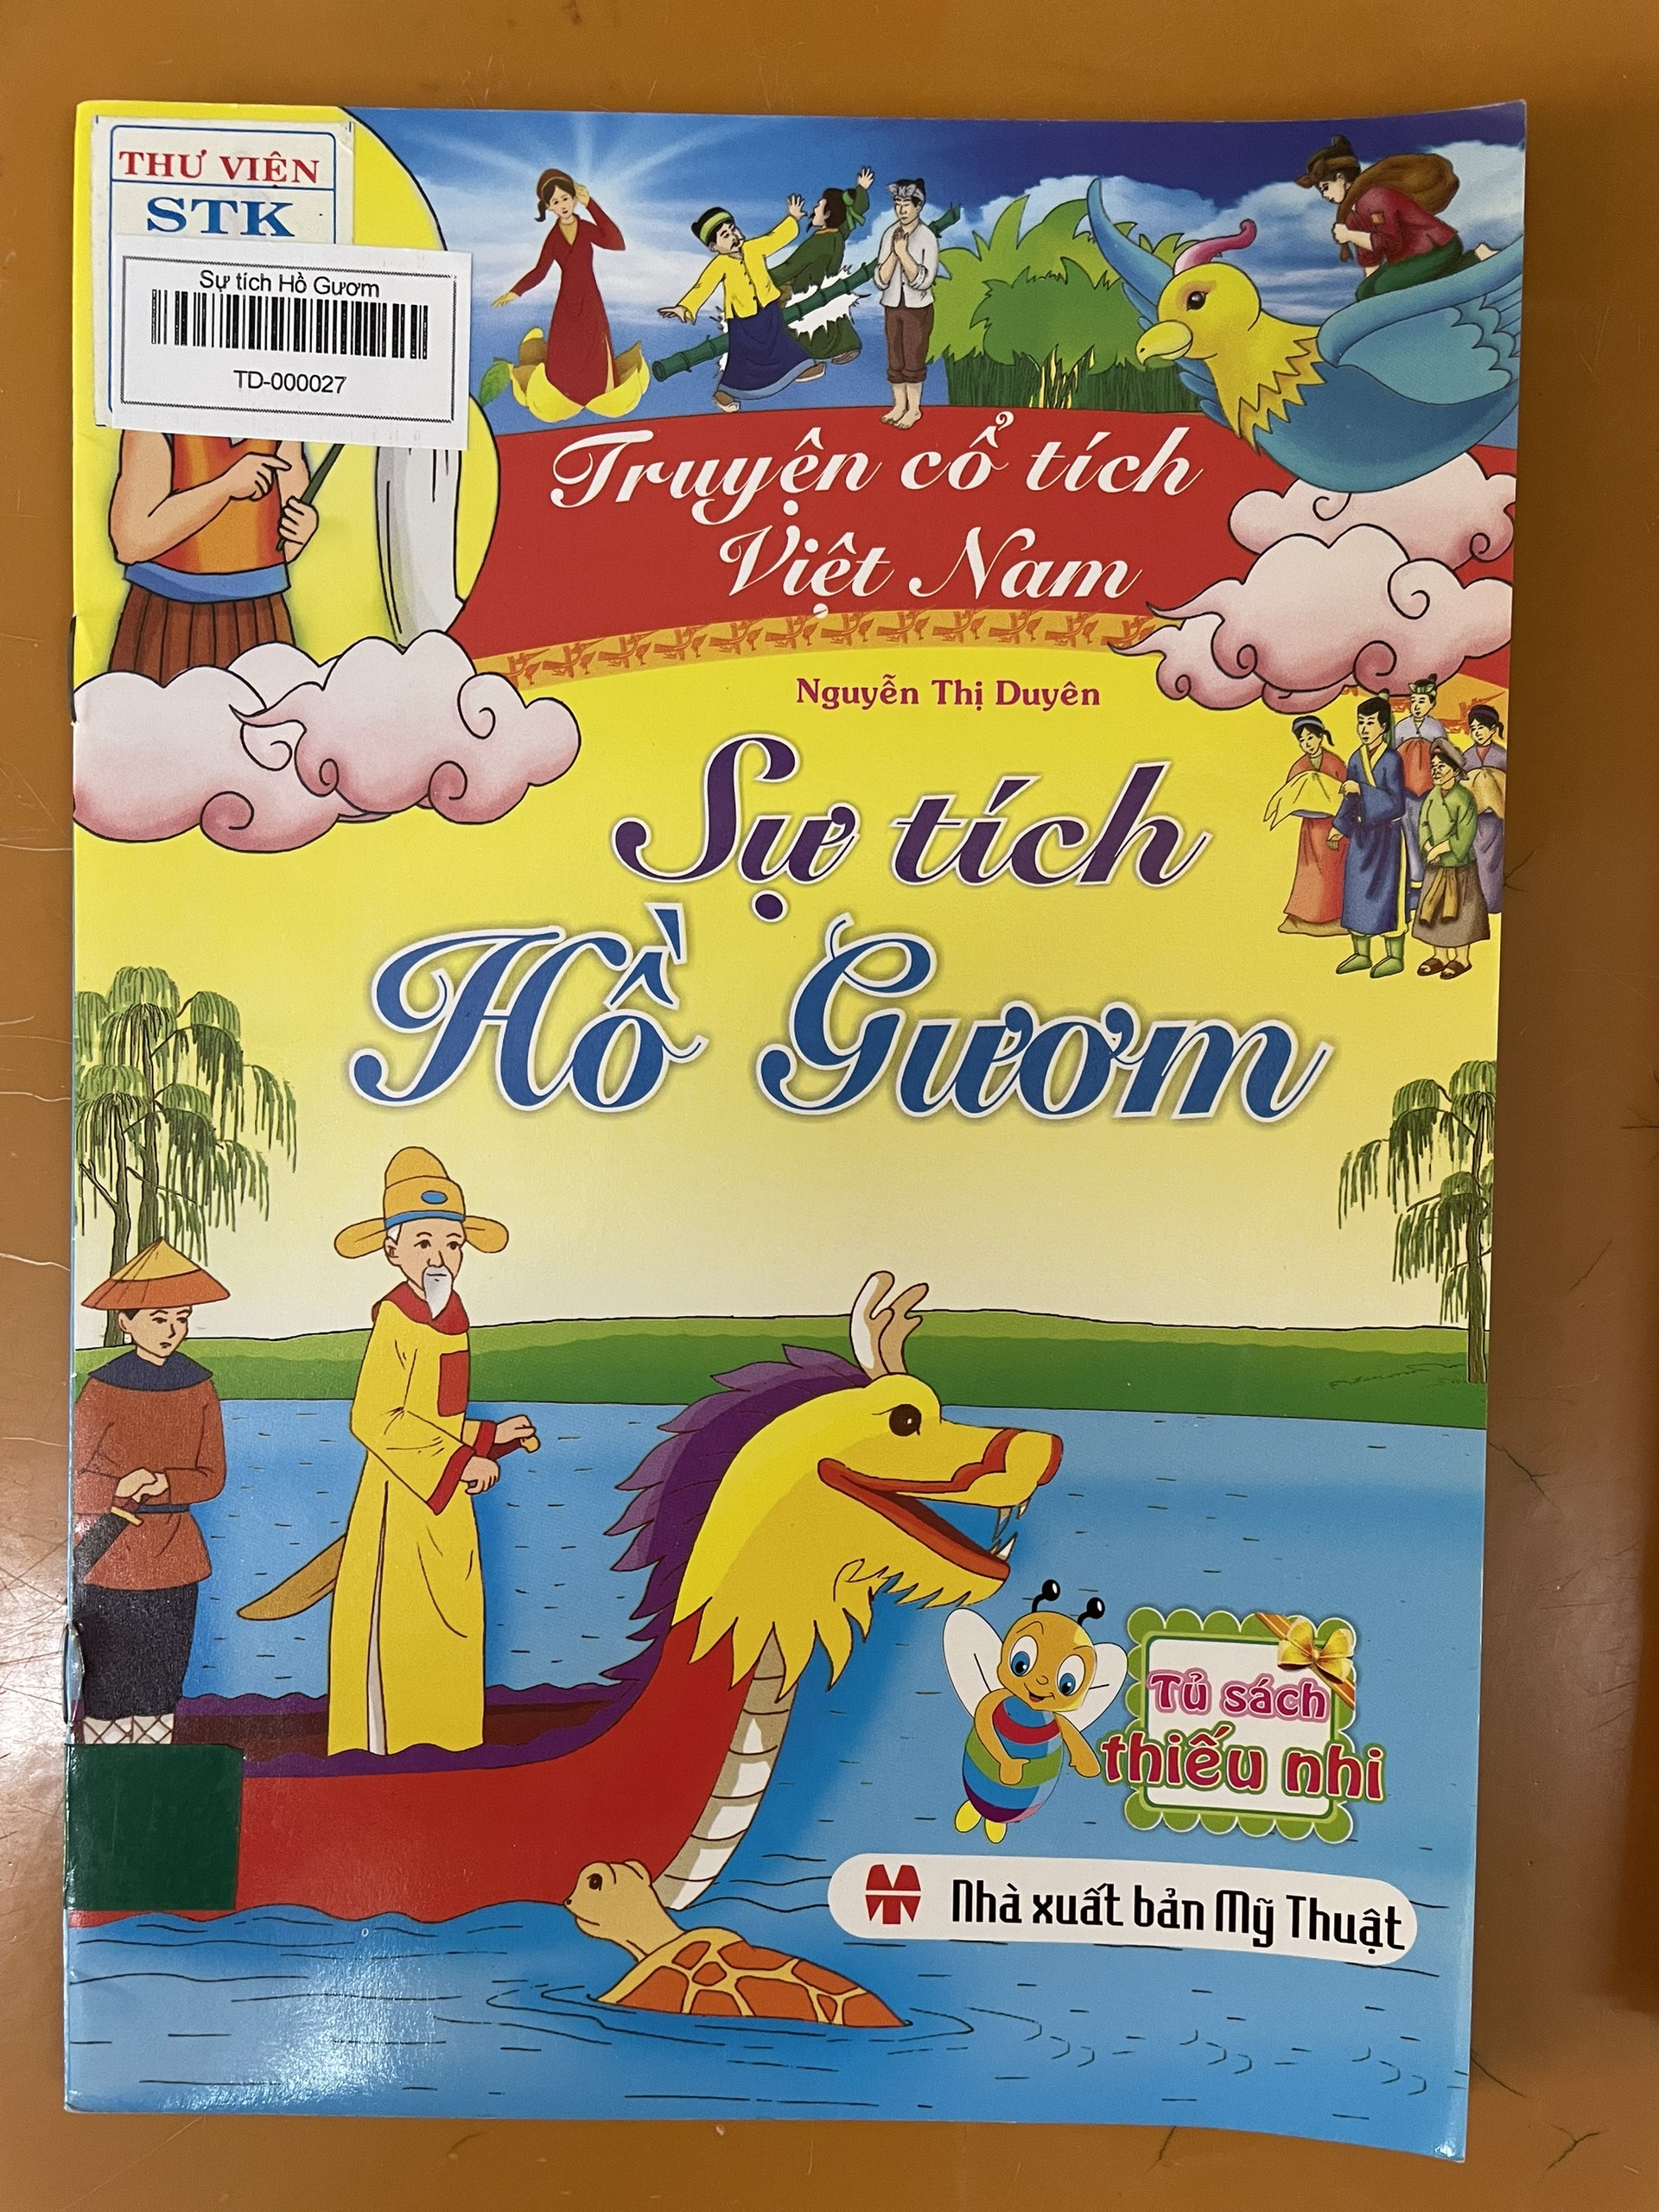 THƯ VIỆN
STK
Sự tích Hồ Gươm
TD-000027
Truyện cổ tích
Việt Nam
Nguyễn Thị Duyên
Sự tích
Hồ Gươm
Tủ sách
thiếu nhi
Nhà xuất bản Mỹ Thuật